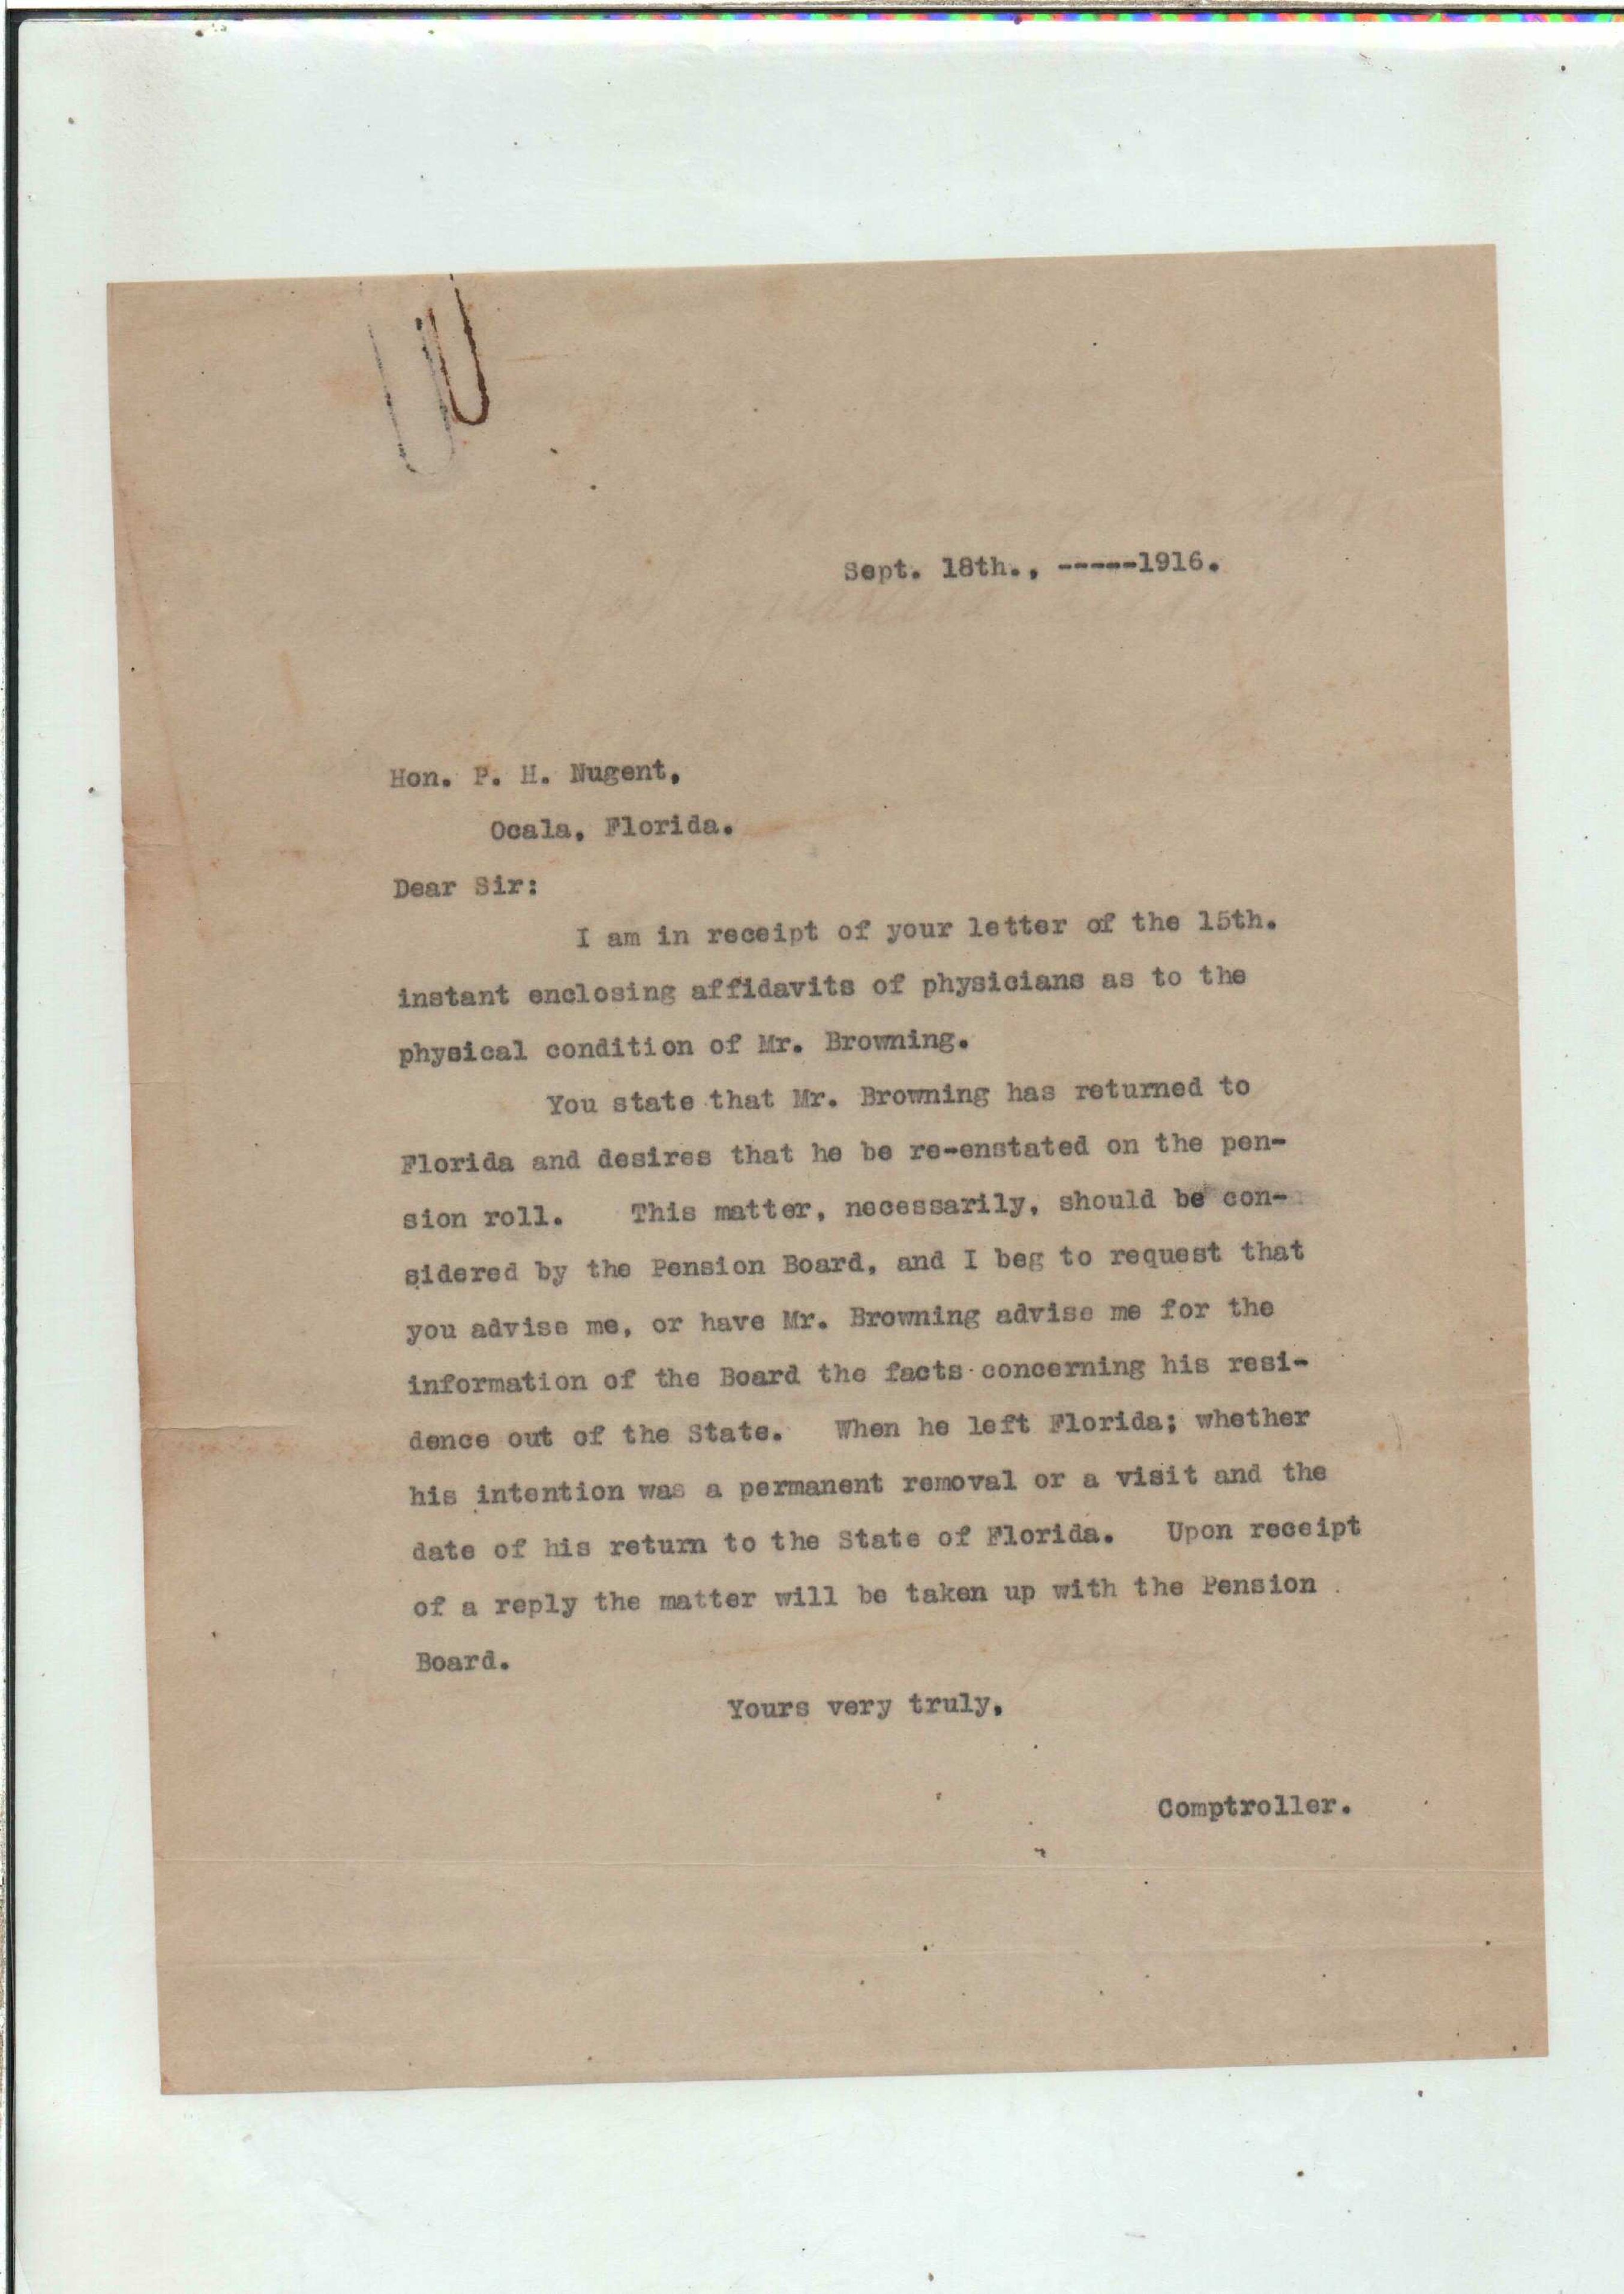 Sept. 18th., -----1916.
Hon. P. H. Nugent,
Ocala, Florida.
Dear Sir:
I am in receipt of your letter of the 15th.
instant enclosing affidavits of physicians as to the
physical condition of Mr. Browning.
You state that Mr. Browning has returned to
Florida and desires that he be re-enstated on the pen-
sion roll. This matter, necessarily, should be con-
sidered by the Pension Board, and I beg to request that
you advise me, or have Mr. Browning advise me for the
information of the Board the facts concerning his resi-
dence out of the State. When he left Florida; whether
his intention was a permanent removal or a visit and the
date of his return to the State of Florida. Upon receipt
of a reply the matter will be taken up with the Pension
Board.
Yours very truly,
Comptroller.